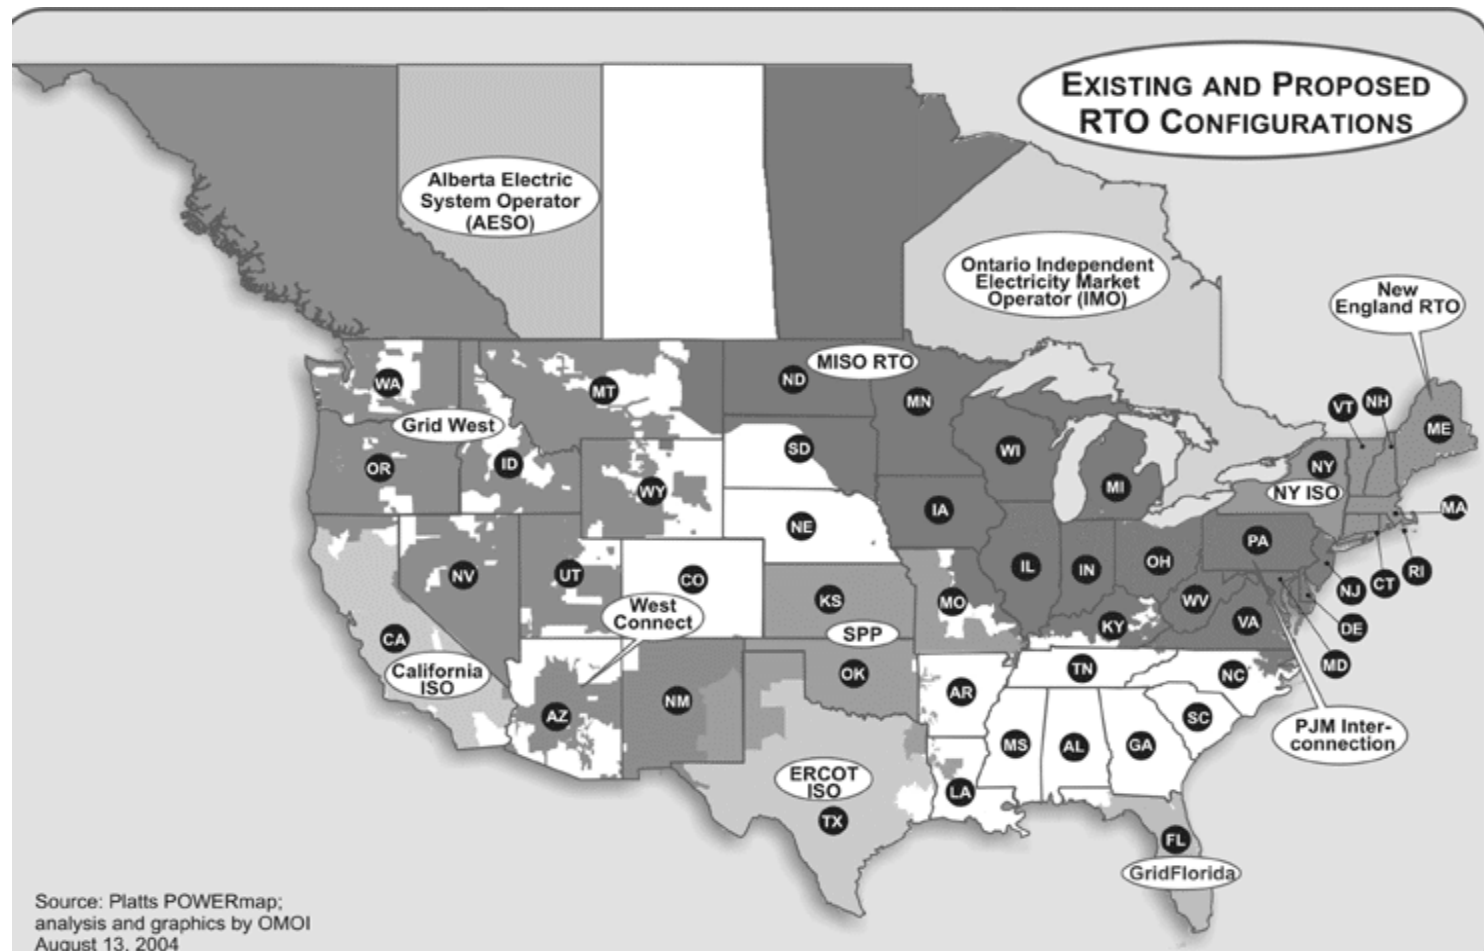 EXISTING AND PROPOSED
RTO CONFIGURATIONS
Alberta Electric
System Operator
(AESO)
Ontario Independent
Electricity Market
Operator (IMO)
New
England RTO
MISO RTO
WA
MT
ND
MN
VT
NH
ME
Grid West
OR
ID
SD
WI
MI
NY
NY ISO
WY
NE
IA
MA
PA
NV
UT
CO
IL
IN
OH
RI
CT
NJ
West
Connect
KS
MO
WV
KY
VA
DE
CA
SPP
MD
California
ISO
OK
TN
NC
AZ
NM
AR
SC
PJM Inter-
connection
MS
AL
GA
ERCOT
ISO
LA
TX
FL
GridFlorida
Source: Platts POWERmap;
analysis and graphics by OMOI
August 13, 2004